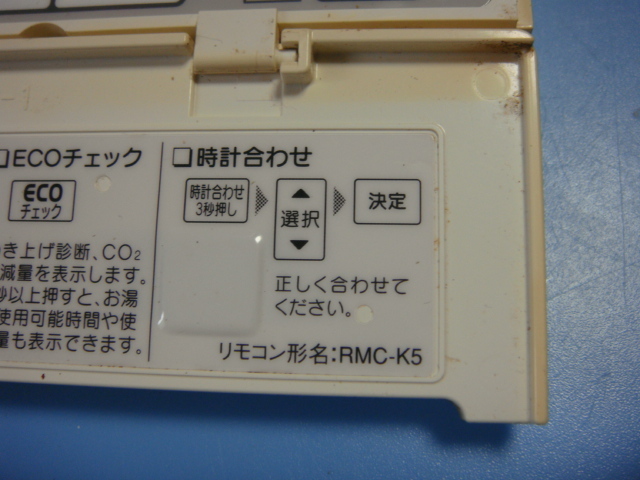 ❏ECOチェック
ECO
チェック
き上げ診断、CO₂
減量を表示します。
秒以上押すと、お湯
使用可能時間や使
量も表示できます。
❏時計合わせ
時計合わせ
3秒押し
▲
選択
▼
決定
正しく合わせて
ください。
リモコン形名:RMC-K5